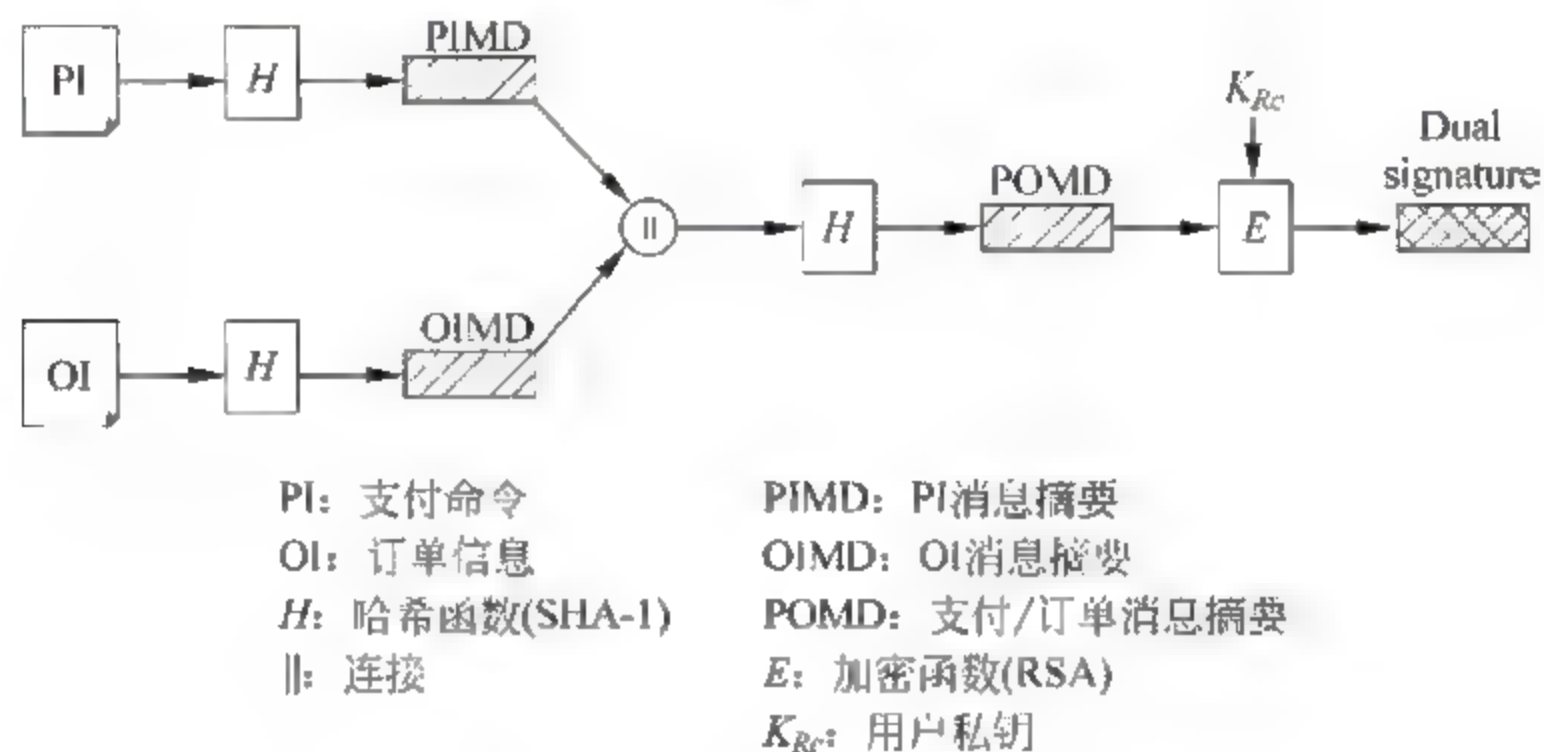 PIMD
PI
H
K_Rc
Dual
signature
POMD
||
H
E
OIMD
OI
H
PI：支付命令
PIMD：PI消息摘要
OI：订单信息
OIMD：OI消息摘要
H：哈希函数(SHA-1)
POMD：支付/订单消息摘要
||：连接
E：加密函数(RSA)
K_Rc：用户私钥